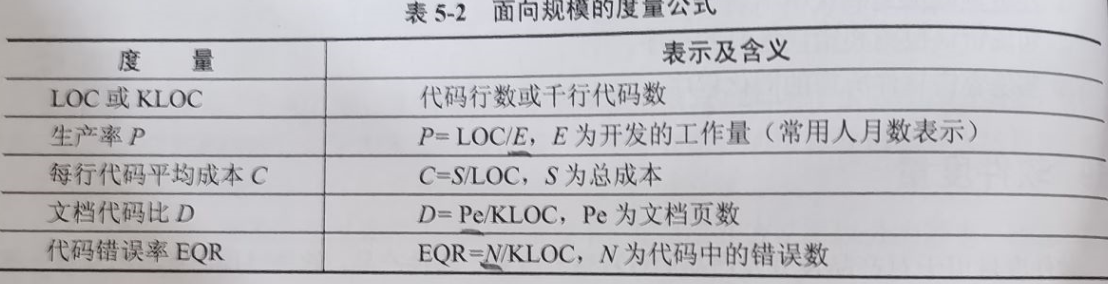 表 5-2 面向规模的度量公式
度 量 表示及含义
LOC 或 KLOC 代码行数或千行代码数
生产率 P P= LOC/E，E 为开发的工作量（常用人月数表示）
每行代码平均成本 C C=S/LOC，S 为总成本
文档代码比 D D= Pe/KLOC，Pe 为文档页数
代码错误率 EQR EQR=N/KLOC，N 为代码中的错误数